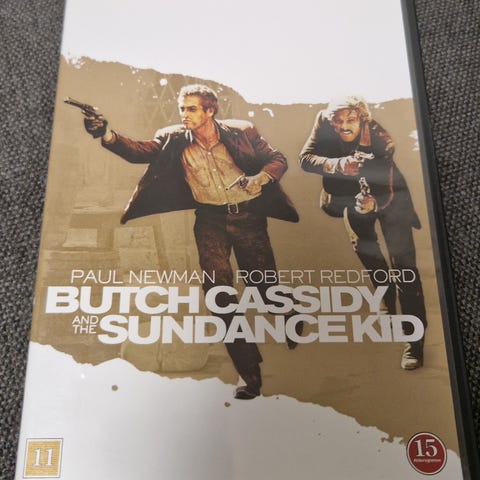 PAUL NEWMAN ROBERT REDFORD
BUTCH CASSIDY
AND THE SUNDANCE KID
11
15